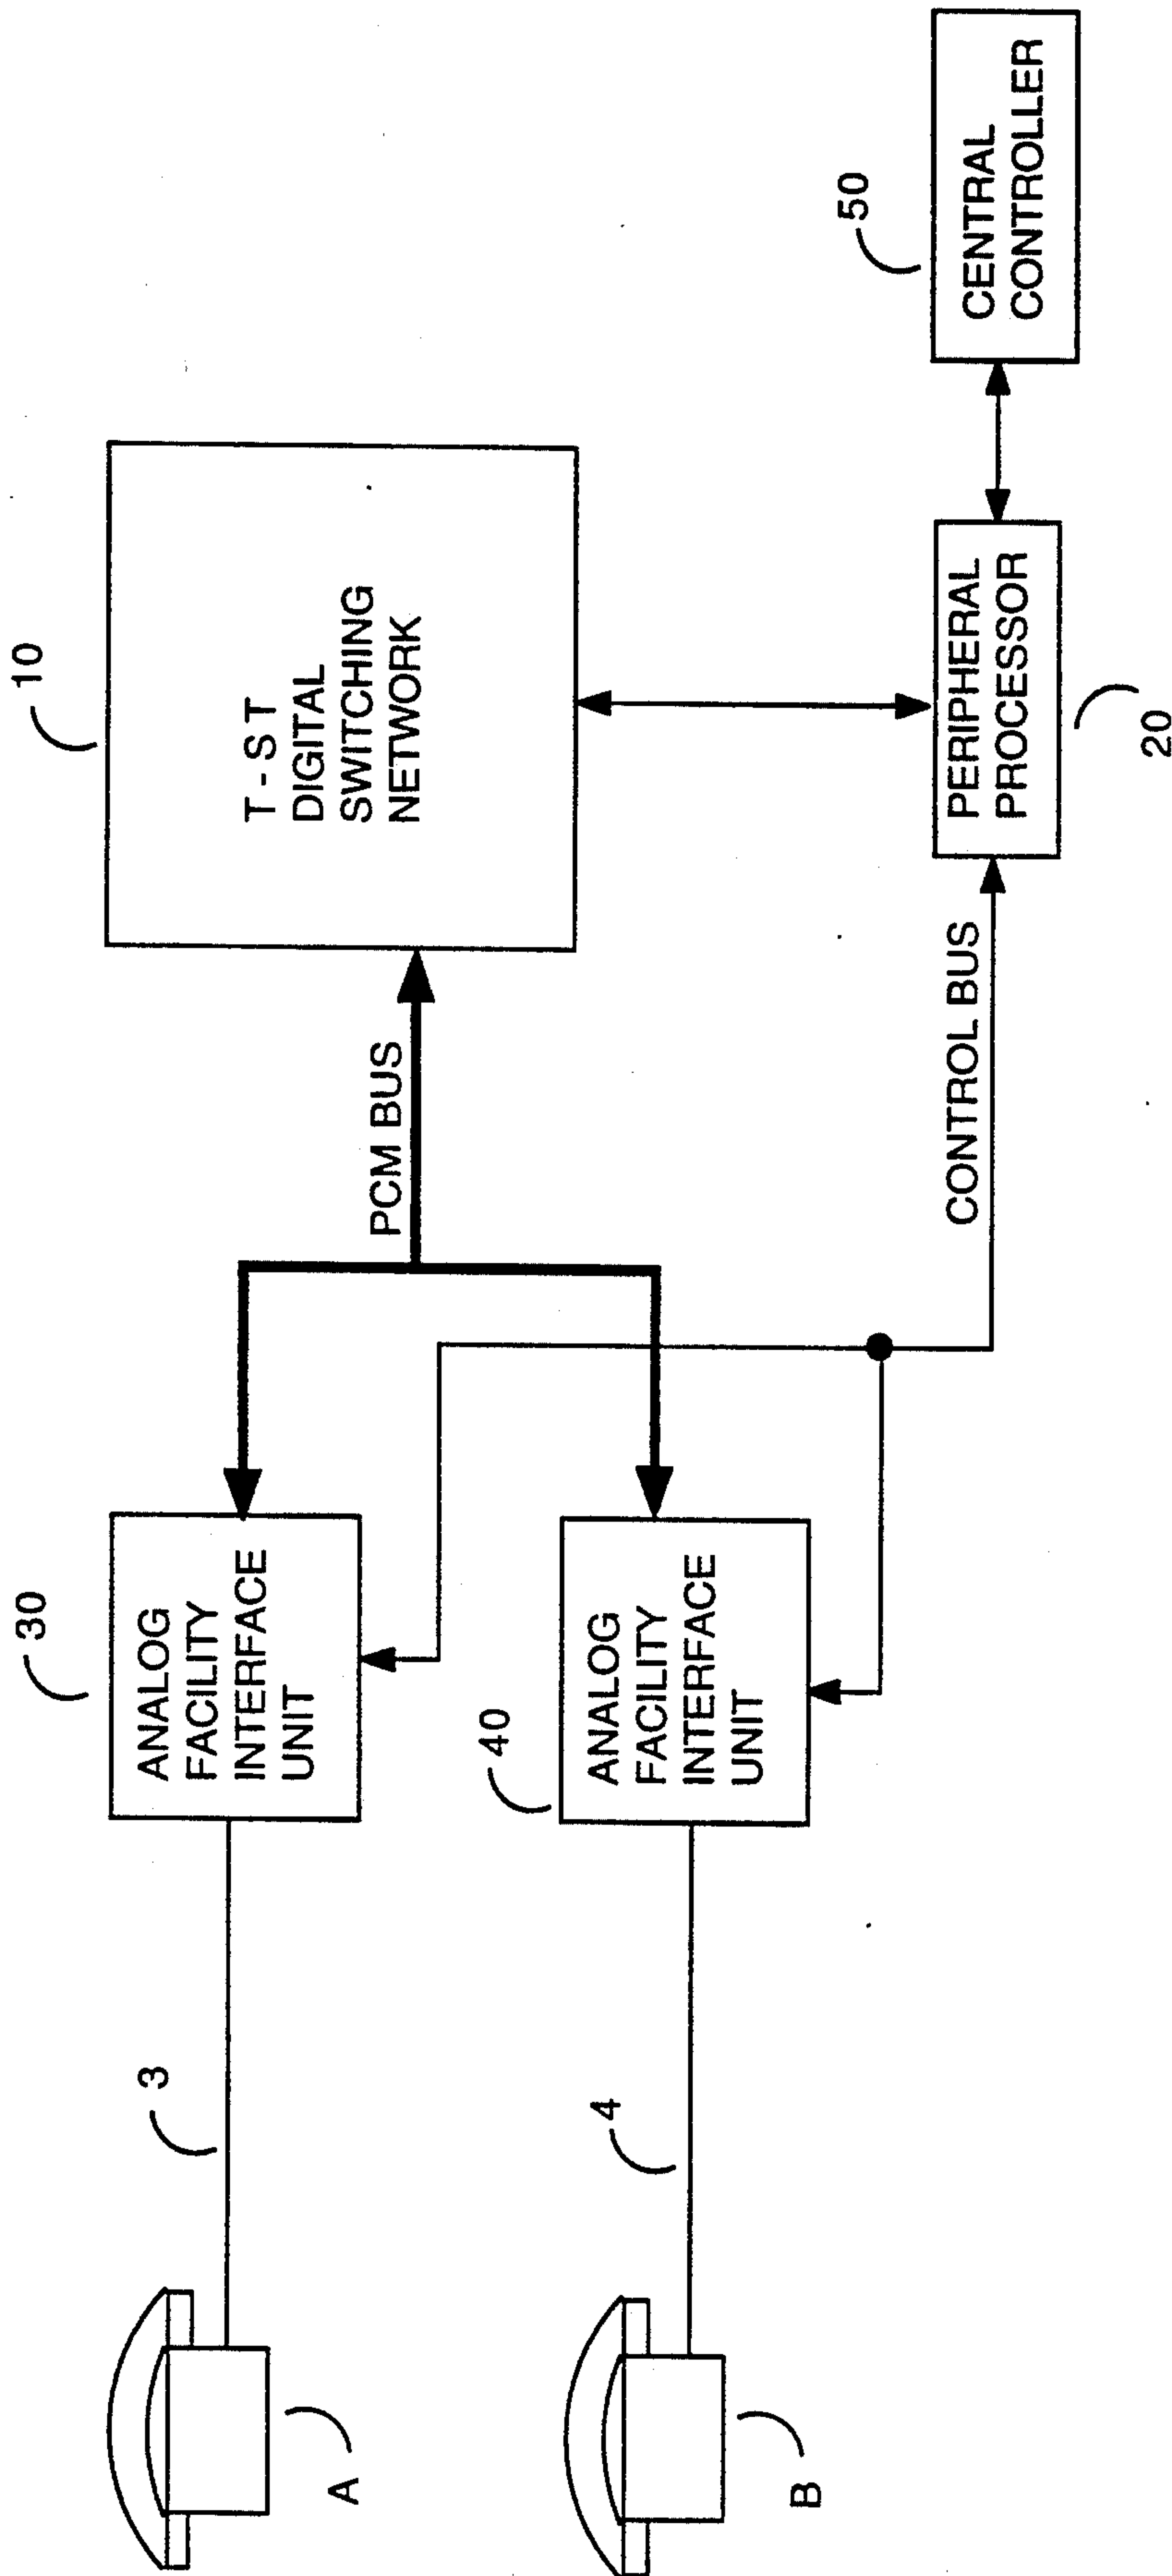 10
T - S T
DIGITAL
SWITCHING
NETWORK
30
ANALOG
FACILITY
INTERFACE
UNIT
3
A
PCM BUS
40
ANALOG
FACILITY
INTERFACE
UNIT
4
B
50
CENTRAL
CONTROLLER
PERIPHERAL
PROCESSOR
20
CONTROL BUS